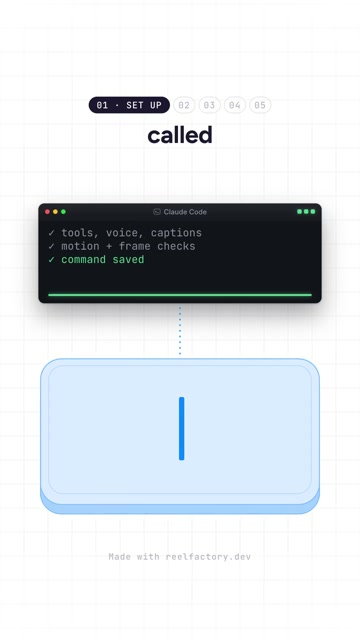 01 · SET UP 02 03 04 05
called
Claude Code
✓ tools, voice, captions
✓ motion + frame checks
✓ command saved
Made with reelfactory.dev